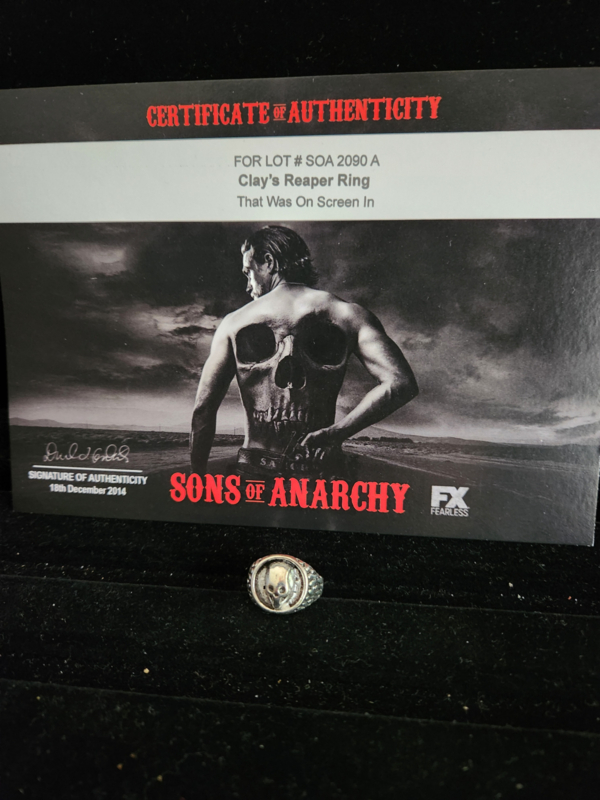 CERTIFICATE OF AUTHENTICITY
FOR LOT # SOA 2090 A
Clay's Reaper Ring
That Was On Screen In
SIGNATURE OF AUTHENTICITY
18th December 2014
SONS OF ANARCHY
FX
FEARLESS